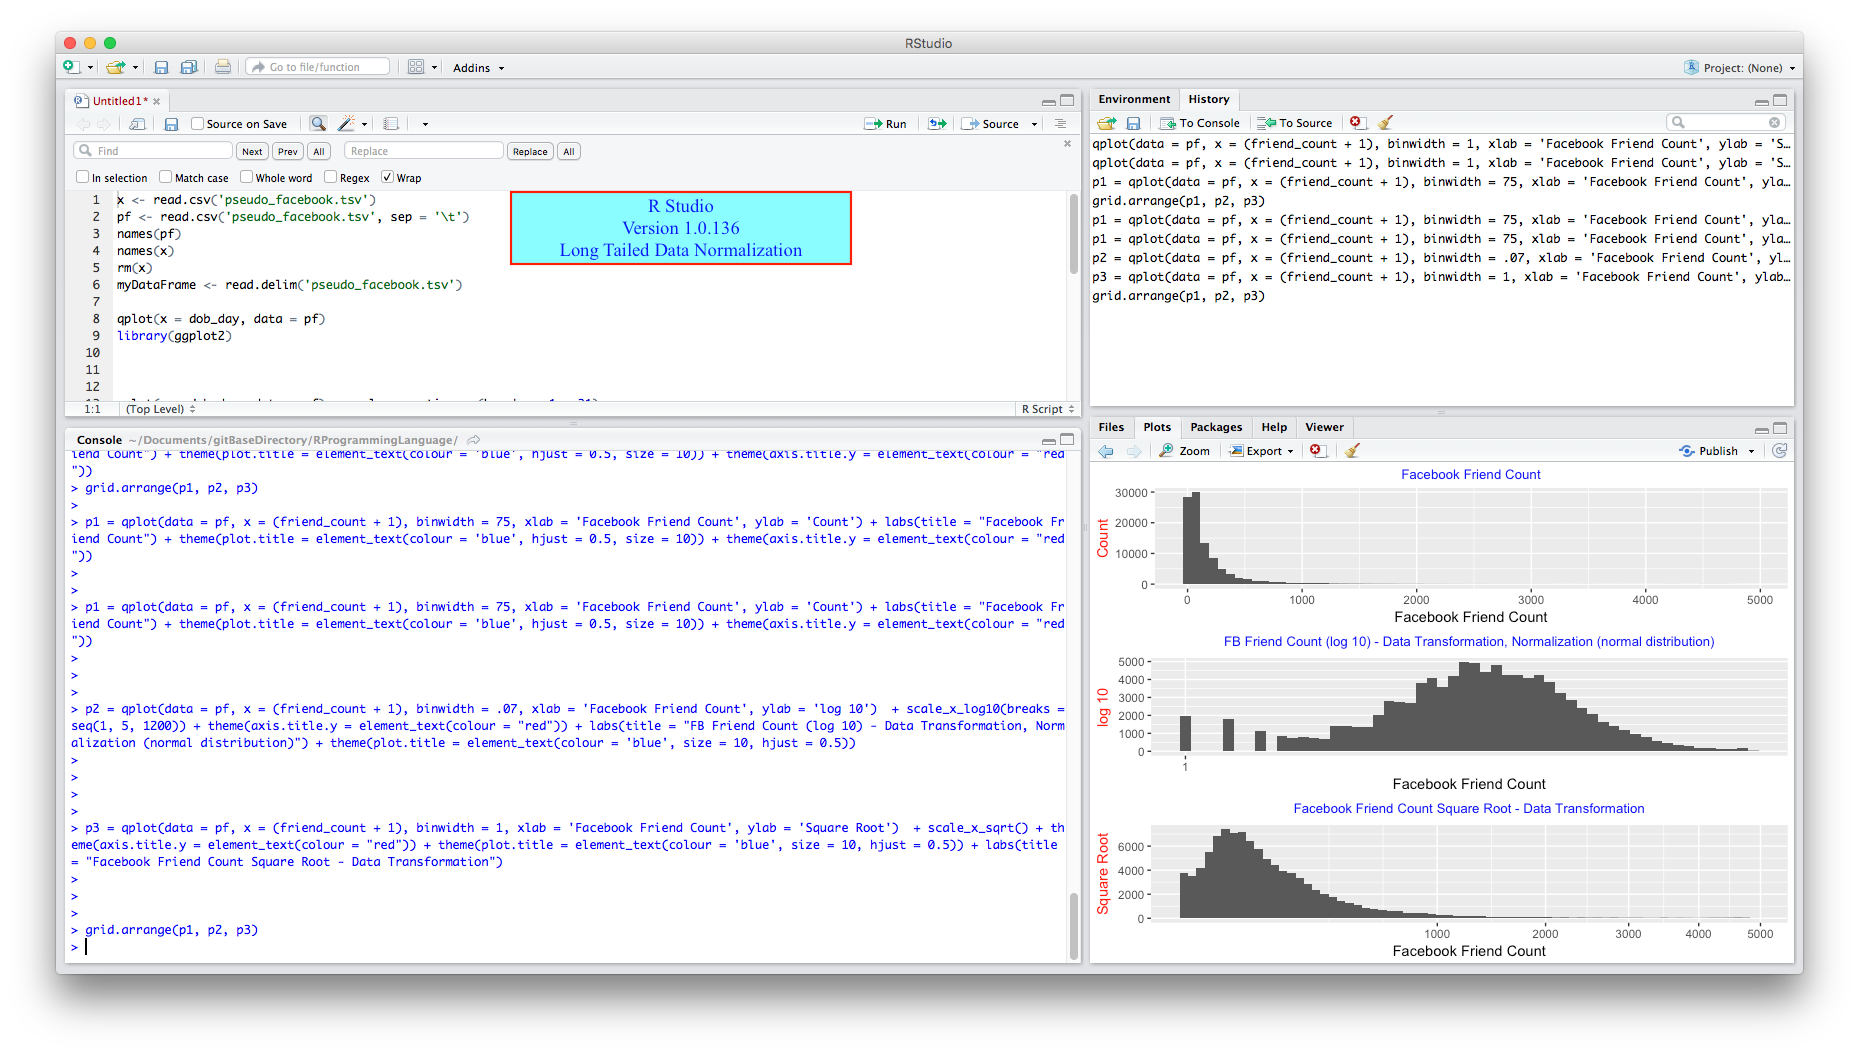 RStudio
Go to file/function
Addins
Project: (None)
Untitled1*
Source on Save
Run
Source
Find
Next
Prev
All
Replace
Replace
All
In selection
Match case
Whole word
Regex
Wrap
1 x <- read.csv('pseudo_facebook.tsv')
2 pf <- read.csv('pseudo_facebook.tsv', sep = '\t')
3 names(pf)
4 names(x)
5 rm(x)
6 myDataFrame <- read.delim('pseudo_facebook.tsv')
7
8 qplot(x = dob_day, data = pf)
9 library(ggplot2)
10
11
12
R Studio
Version 1.0.136
Long Tailed Data Normalization
1:1 (Top Level)
R Script
Console ~/Documents/gitBaseDirectory/RProgrammingLanguage/
iend Count") + theme(plot.title = element_text(colour = 'blue', hjust = 0.5, size = 10)) + theme(axis.title.y = element_text(colour = "red
"))
> grid.arrange(p1, p2, p3)
>
> p1 = qplot(data = pf, x = (friend_count + 1), binwidth = 75, xlab = 'Facebook Friend Count', ylab = 'Count') + labs(title = "Facebook Fr
iend Count") + theme(plot.title = element_text(colour = 'blue', hjust = 0.5, size = 10)) + theme(axis.title.y = element_text(colour = "red
"))
>
>
> p1 = qplot(data = pf, x = (friend_count + 1), binwidth = 75, xlab = 'Facebook Friend Count', ylab = 'Count') + labs(title = "Facebook Fr
iend Count") + theme(plot.title = element_text(colour = 'blue', hjust = 0.5, size = 10)) + theme(axis.title.y = element_text(colour = "red
"))
>
>
>
> p2 = qplot(data = pf, x = (friend_count + 1), binwidth = .07, xlab = 'Facebook Friend Count', ylab = 'log 10')  + scale_x_log10(breaks =
seq(1, 5, 1200)) + theme(axis.title.y = element_text(colour = "red")) + labs(title = "FB Friend Count (log 10) - Data Transformation, Norm
alization (normal distribution)") + theme(plot.title = element_text(colour = 'blue', size = 10, hjust = 0.5))
>
>
>
>
> p3 = qplot(data = pf, x = (friend_count + 1), binwidth = 1, xlab = 'Facebook Friend Count', ylab = 'Square Root')  + scale_x_sqrt() + th
eme(axis.title.y = element_text(colour = "red")) + theme(plot.title = element_text(colour = 'blue', size = 10, hjust = 0.5)) + labs(title
= "Facebook Friend Count Square Root - Data Transformation")
>
>
>
> grid.arrange(p1, p2, p3)
>
Environment
History
To Console
To Source
qplot(data = pf, x = (friend_count + 1), binwidth = 1, xlab = 'Facebook Friend Count', ylab = 'S…
qplot(data = pf, x = (friend_count + 1), binwidth = 1, xlab = 'Facebook Friend Count', ylab = 'S…
p1 = qplot(data = pf, x = (friend_count + 1), binwidth = 75, xlab = 'Facebook Friend Count', yla…
grid.arrange(p1, p2, p3)
p1 = qplot(data = pf, x = (friend_count + 1), binwidth = 75, xlab = 'Facebook Friend Count', yla…
p1 = qplot(data = pf, x = (friend_count + 1), binwidth = 75, xlab = 'Facebook Friend Count', yla…
p2 = qplot(data = pf, x = (friend_count + 1), binwidth = .07, xlab = 'Facebook Friend Count', yl…
p3 = qplot(data = pf, x = (friend_count + 1), binwidth = 1, xlab = 'Facebook Friend Count', ylab…
grid.arrange(p1, p2, p3)
Files
Plots
Packages
Help
Viewer
Zoom
Export
Publish
Facebook Friend Count
Count
30000
20000
10000
0
0 1000 2000 3000 4000 5000
Facebook Friend Count
FB Friend Count (log 10) - Data Transformation, Normalization (normal distribution)
log 10
5000
4000
3000
2000
1000
0
1
Facebook Friend Count
Facebook Friend Count Square Root - Data Transformation
Square Root
6000
4000
2000
0
1000 2000 3000 4000 5000
Facebook Friend Count